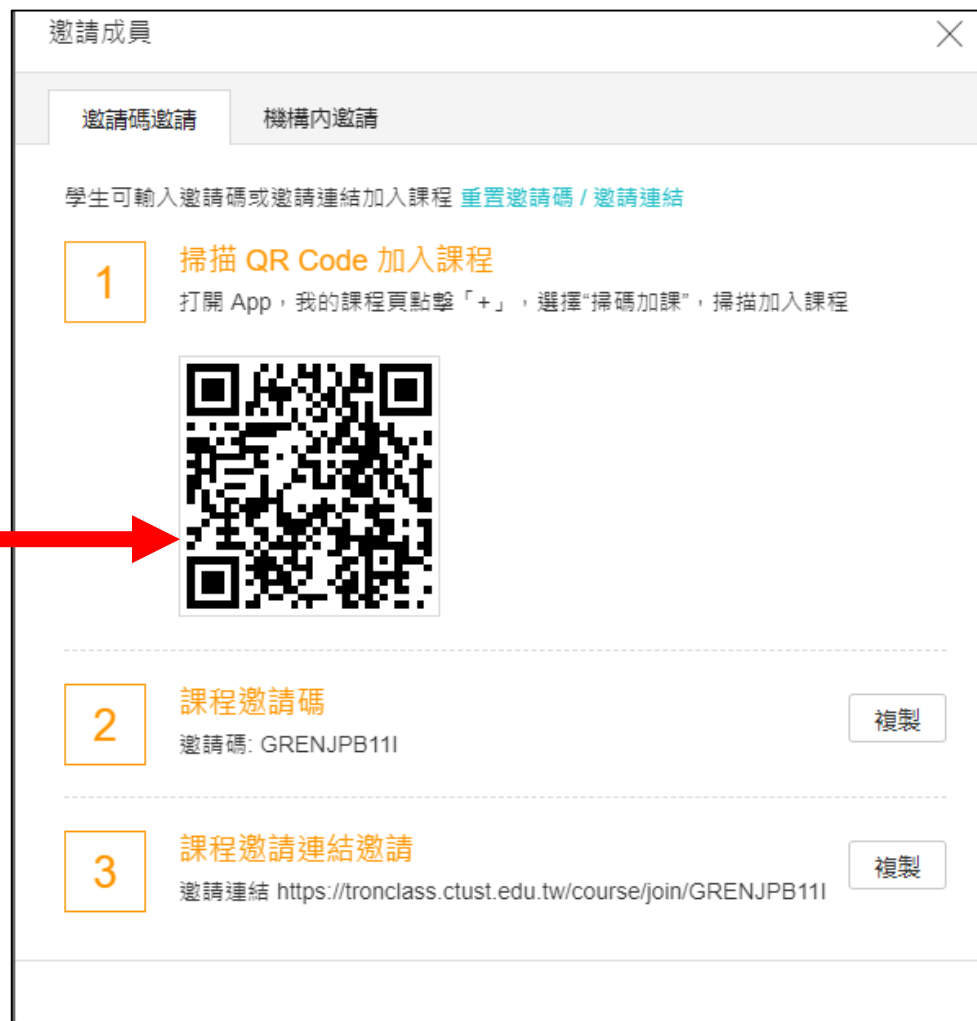 邀請成員
邀請碼邀請 機構內邀請
學生可輸入邀請碼或邀請連結加入課程 重置邀請碼 / 邀請連結
1 掃描 QR Code 加入課程
打開 App，我的課程頁點擊「+」，選擇“掃碼加課”，掃描加入課程
2 課程邀請碼
邀請碼: GRENJPB11I
複製
3 課程邀請連結邀請
邀請連結 https://tronclass.ctust.edu.tw/course/join/GRENJPB11I
複製